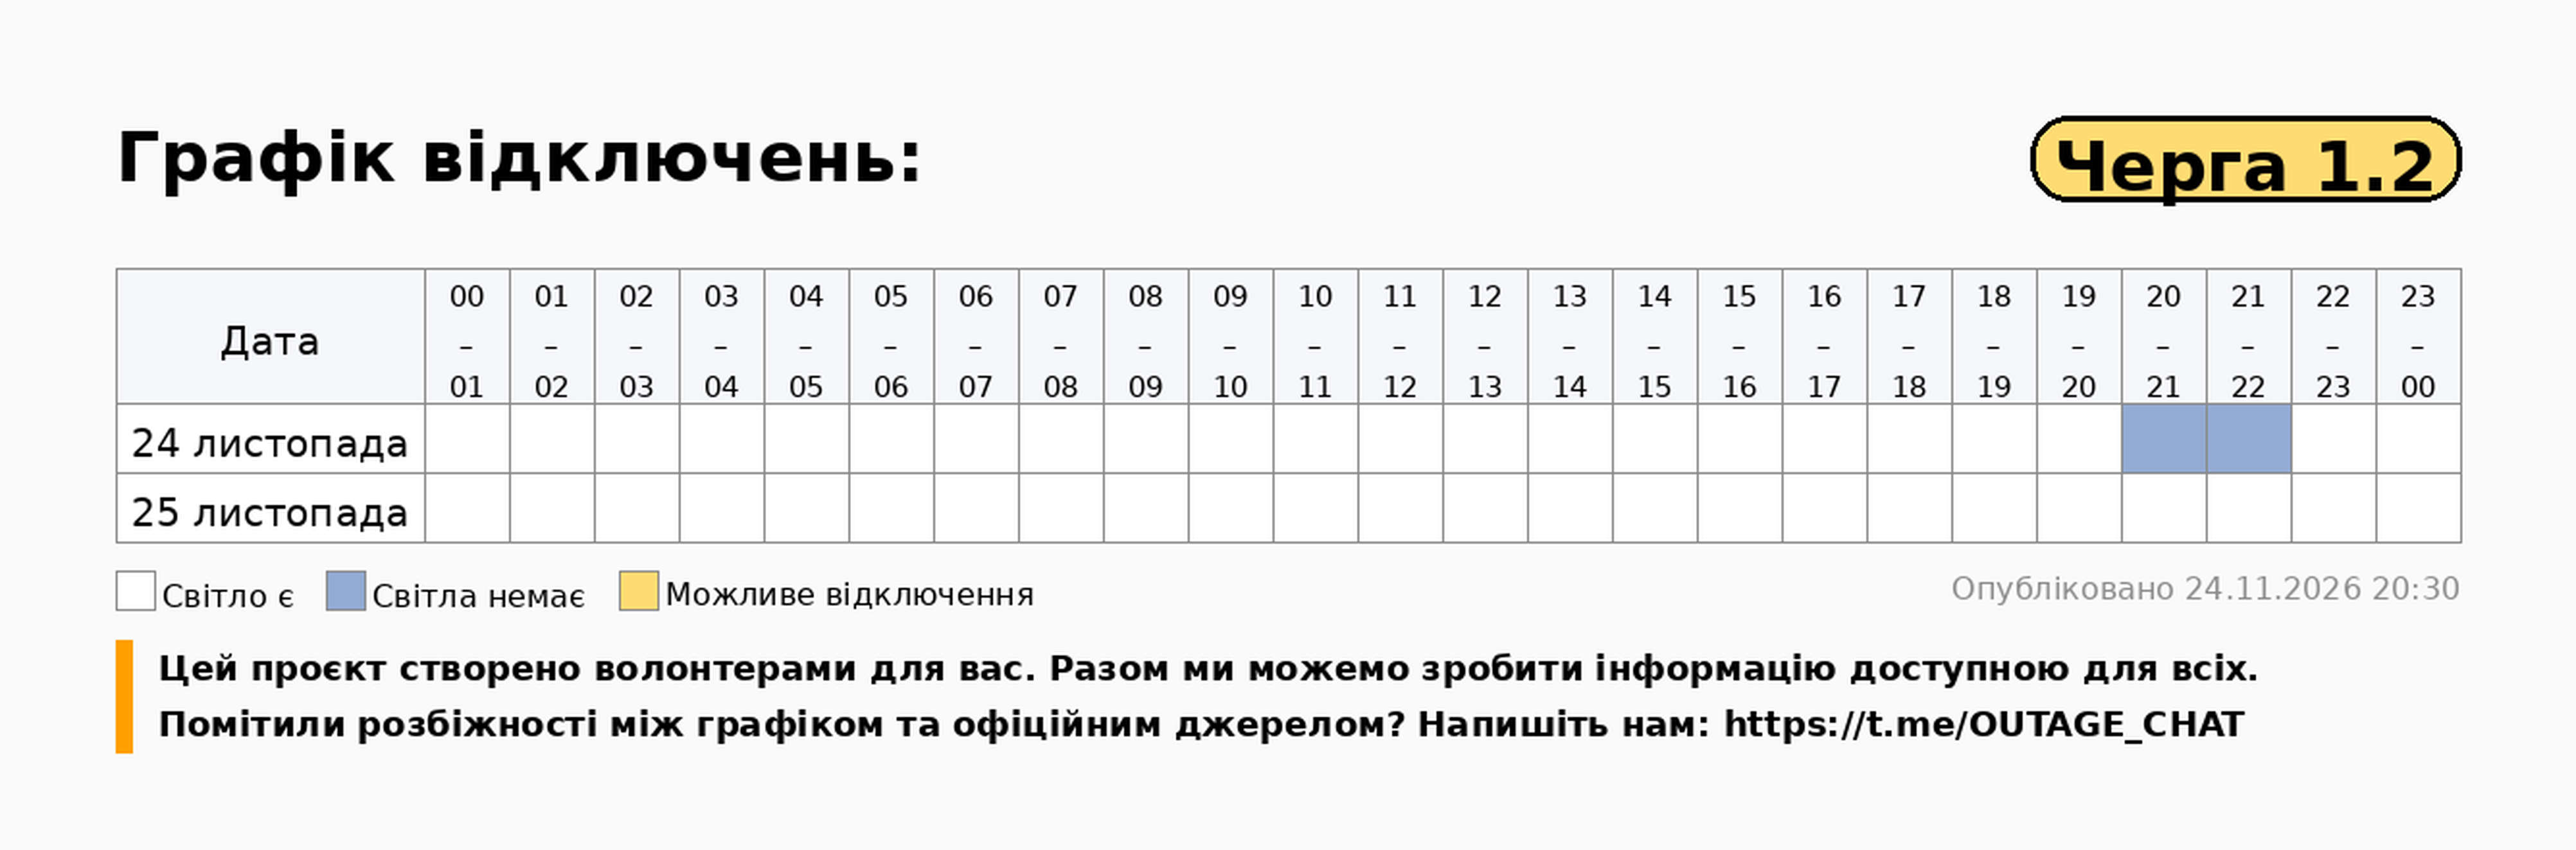 Графік відключень:
Черга 1.2
Дата 00 – 01 01 – 02 02 – 03 03 – 04 04 – 05 05 – 06 06 – 07 07 – 08 08 – 09 09 – 10 10 – 11 11 – 12 12 – 13 13 – 14 14 – 15 15 – 16 16 – 17 17 – 18 18 – 19 19 – 20 20 – 21 21 – 22 22 – 23 23 – 00
24 листопада
25 листопада
Світло є Світла немає Можливе відключення
Опубліковано 24.11.2026 20:30
Цей проєкт створено волонтерами для вас. Разом ми можемо зробити інформацію доступною для всіх.
Помітили розбіжності між графіком та офіційним джерелом? Напишіть нам: https://t.me/OUTAGE_CHAT